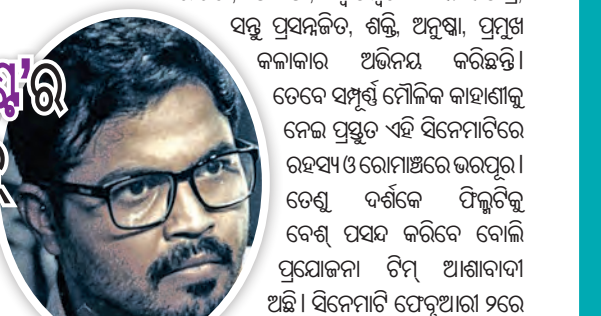 ସନ୍ତୁ ପ୍ରସନ୍ନଜିତ, ଶକ୍ତି, ଅନୁଷ୍କା, ପ୍ରମୁଖ
କଳାକାର ଅଭିନୟ କରିଛନ୍ତି।
ତେବେ ସମ୍ପୂର୍ଣ୍ଣ ମୌଳିକ କାହାଣୀକୁ
ନେଇ ପ୍ରସ୍ତୁତ ଏହି ସିନେମାଟିରେ
ରହସ୍ୟ ଓ ରୋମାଞ୍ଚରେ ଭରପୂର।
ତେଣୁ ଦର୍ଶକେ ଫିଲ୍ମଟିକୁ
ବେଶ୍ ପସନ୍ଦ କରିବେ ବୋଲି
ପ୍ରଯୋଜନା ଟିମ୍ ଆଶାବାଦୀ
ଅଛି। ସିନେମାଟି ଫେବୃଆରୀ ୨ରେ